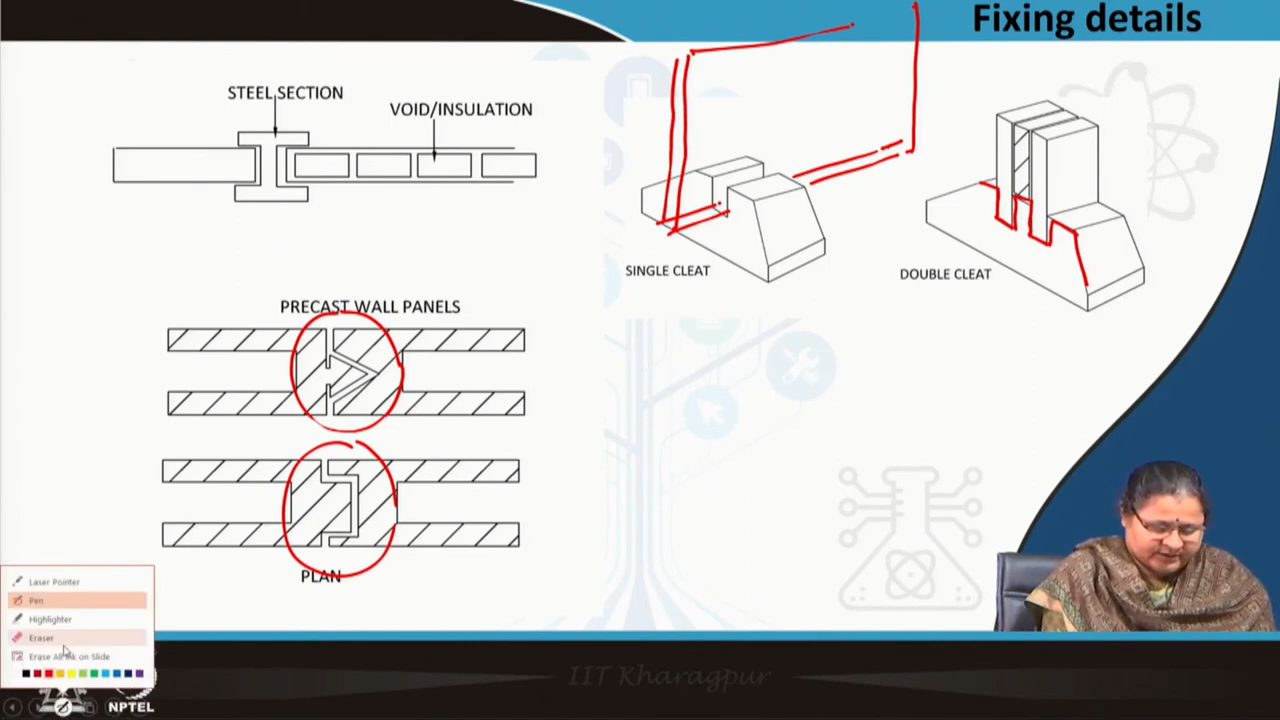 Fixing details
STEEL SECTION
VOID/INSULATION
SINGLE CLEAT
DOUBLE CLEAT
PRECAST WALL PANELS
PLAN
Laser Pointer
Pen
Highlighter
Eraser
Erase All Ink on Slide
NPTEL
IIT Kharagpur